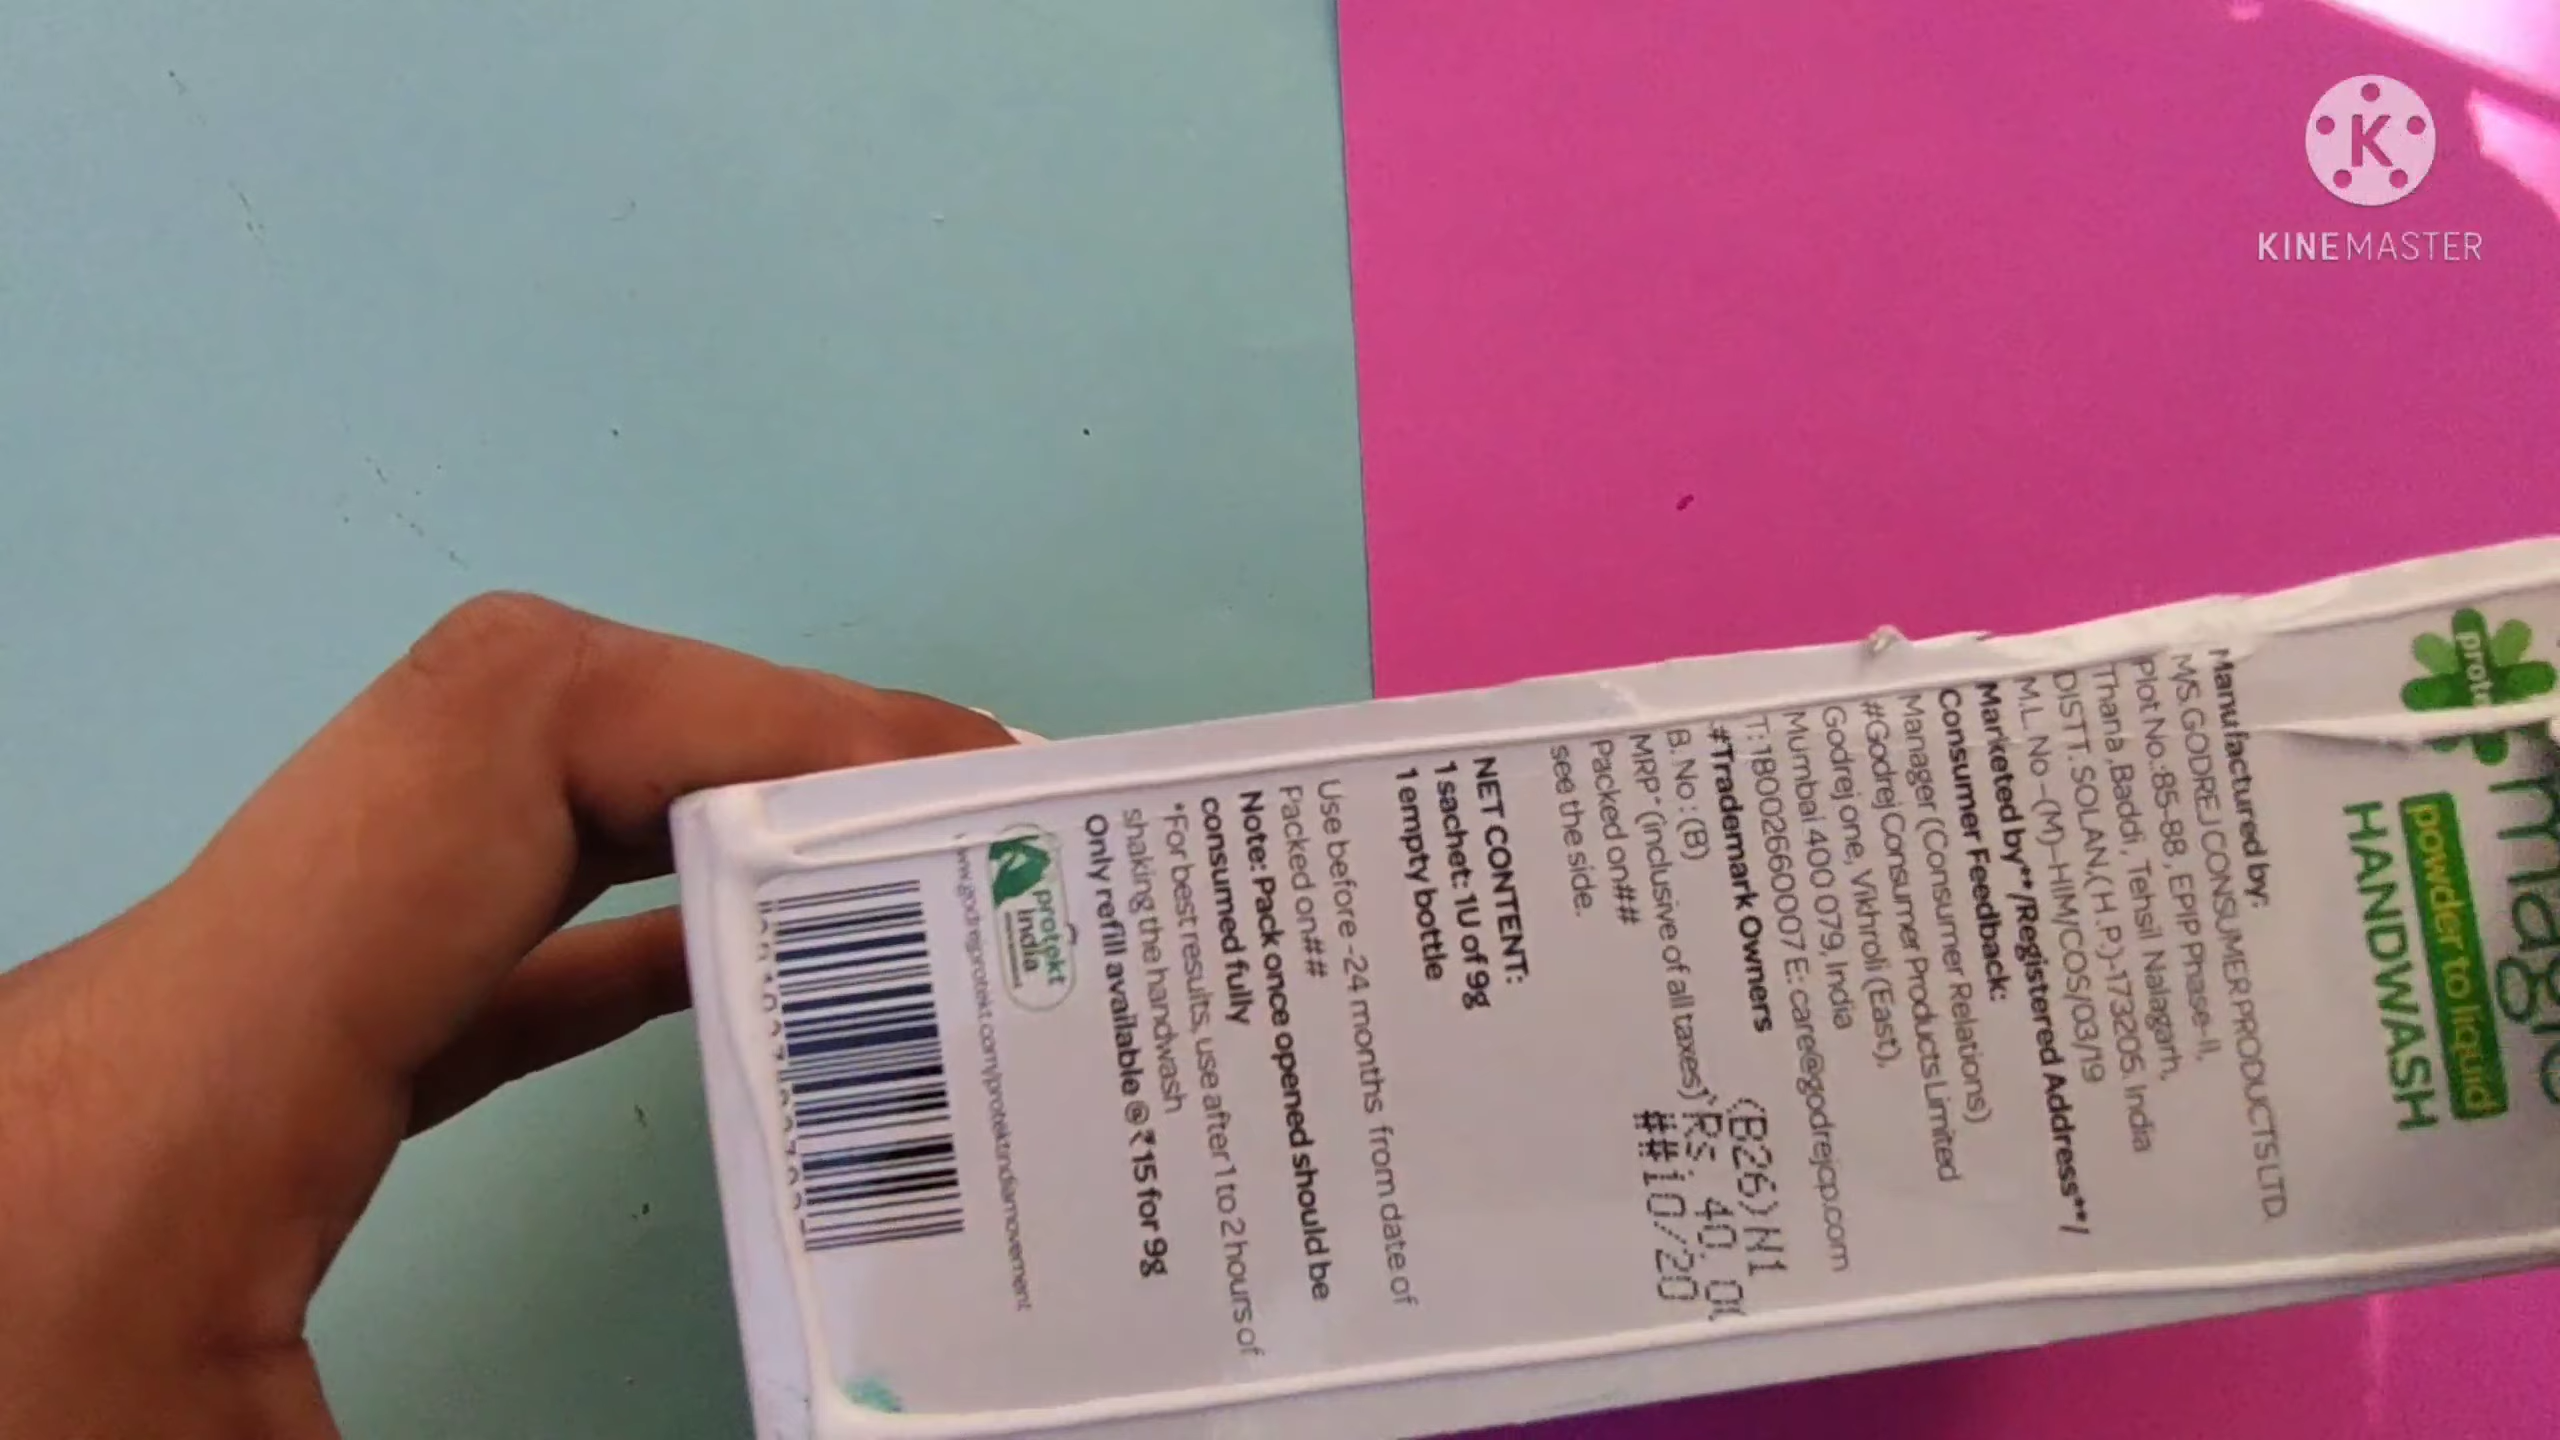 KINEMASTER
magic
powder to liquid
HANDWASH
Manufactured by:
M/S. GODREJ CONSUMER PRODUCTS LTD.
Plot No.:85-88, EPIP Phase-II,
Thana, Baddi, Tehsil Nalagarh,
DISTT. SOLAN,(H.P.)-173205. India
M.L. No-(M)-HIM/COS/03/19
Marketed by**/Registered Address**/
Consumer Feedback:
Manager (Consumer Relations)
#Godrej Consumer Products Limited
Godrej one, Vikhroli (East),
Mumbai 400 079, India
T: 18002660007 E: care@godrejcp.com
#Trademark Owners
B. No: (B)
MRP* (inclusive of all taxes)
Packed on##
see the side.
(B26)N1
*Rs. 40.00
##10/20
NET CONTENT:
1 sachet: 1U of 9g
1 empty bottle
Use before -24 months from date of
Packed on##
Note: Pack once opened should be
consumed fully
*For best results, use after 1 to 2 hours of
shaking the handwash
Only refill available @ ₹15 for 9g
protekt
india
www.godrejprotekt.com/protektindiamovement